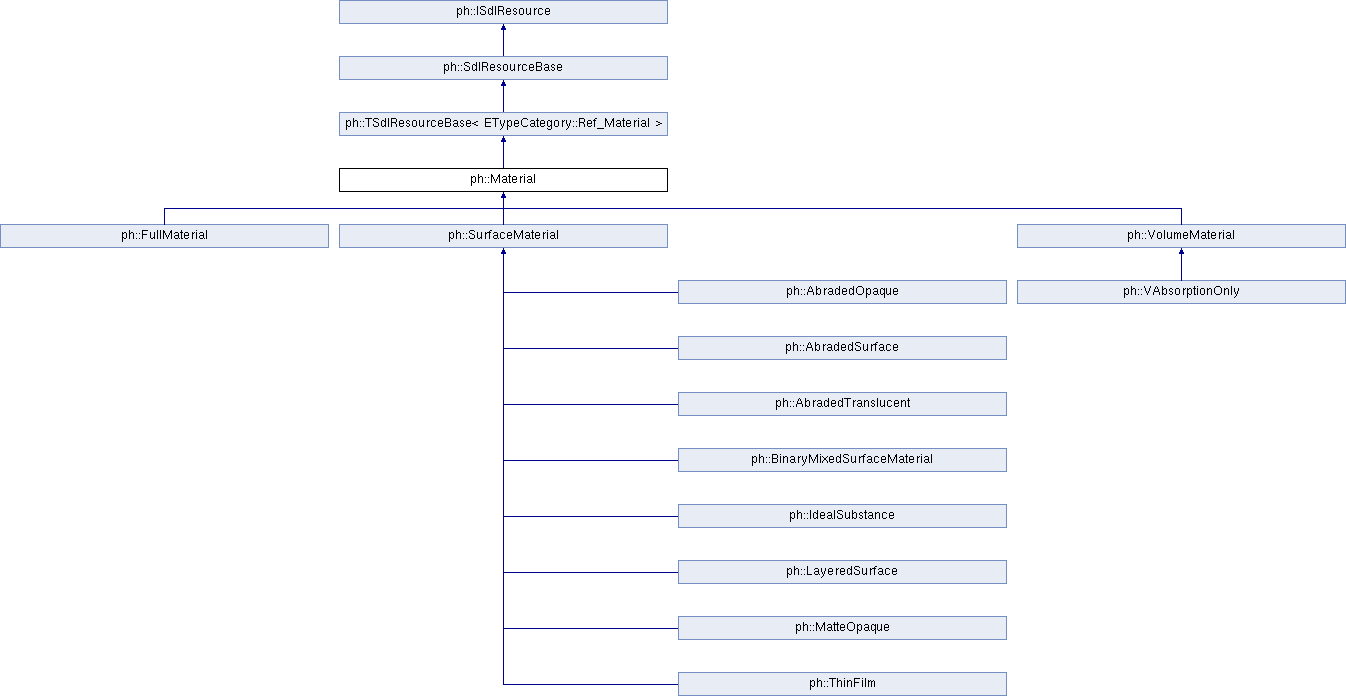 ph::ISdlResource
ph::SdlResourceBase
ph::TSdlResourceBase< ETypeCategory::Ref_Material >
ph::Material
ph::FullMaterial
ph::SurfaceMaterial
ph::VolumeMaterial
ph::AbradedOpaque
ph::VAbsorptionOnly
ph::AbradedSurface
ph::AbradedTranslucent
ph::BinaryMixedSurfaceMaterial
ph::IdealSubstance
ph::LayeredSurface
ph::MatteOpaque
ph::ThinFilm